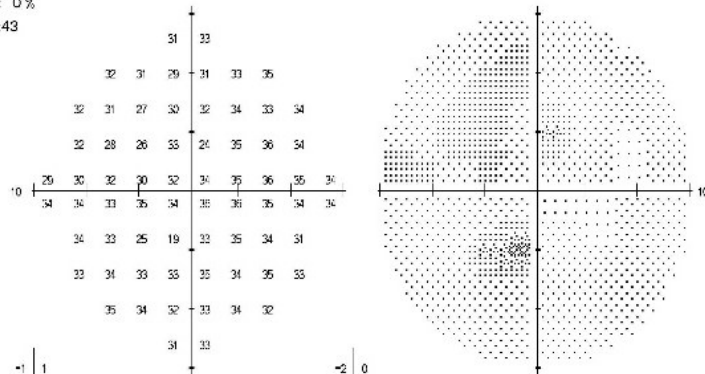 0 %
43
31 33
32 31 29 31 33 35
32 31 27 30 32 34 33 34
32 28 26 33 24 35 36 34
29 30 32 30 32 34 35 36 35 34
10 10
34 34 33 35 34 36 36 35 34 34
34 33 25 19 33 35 34 31
33 34 33 33 35 34 35 33
35 34 32 33 34 32
31 33
-1 1 -2 0